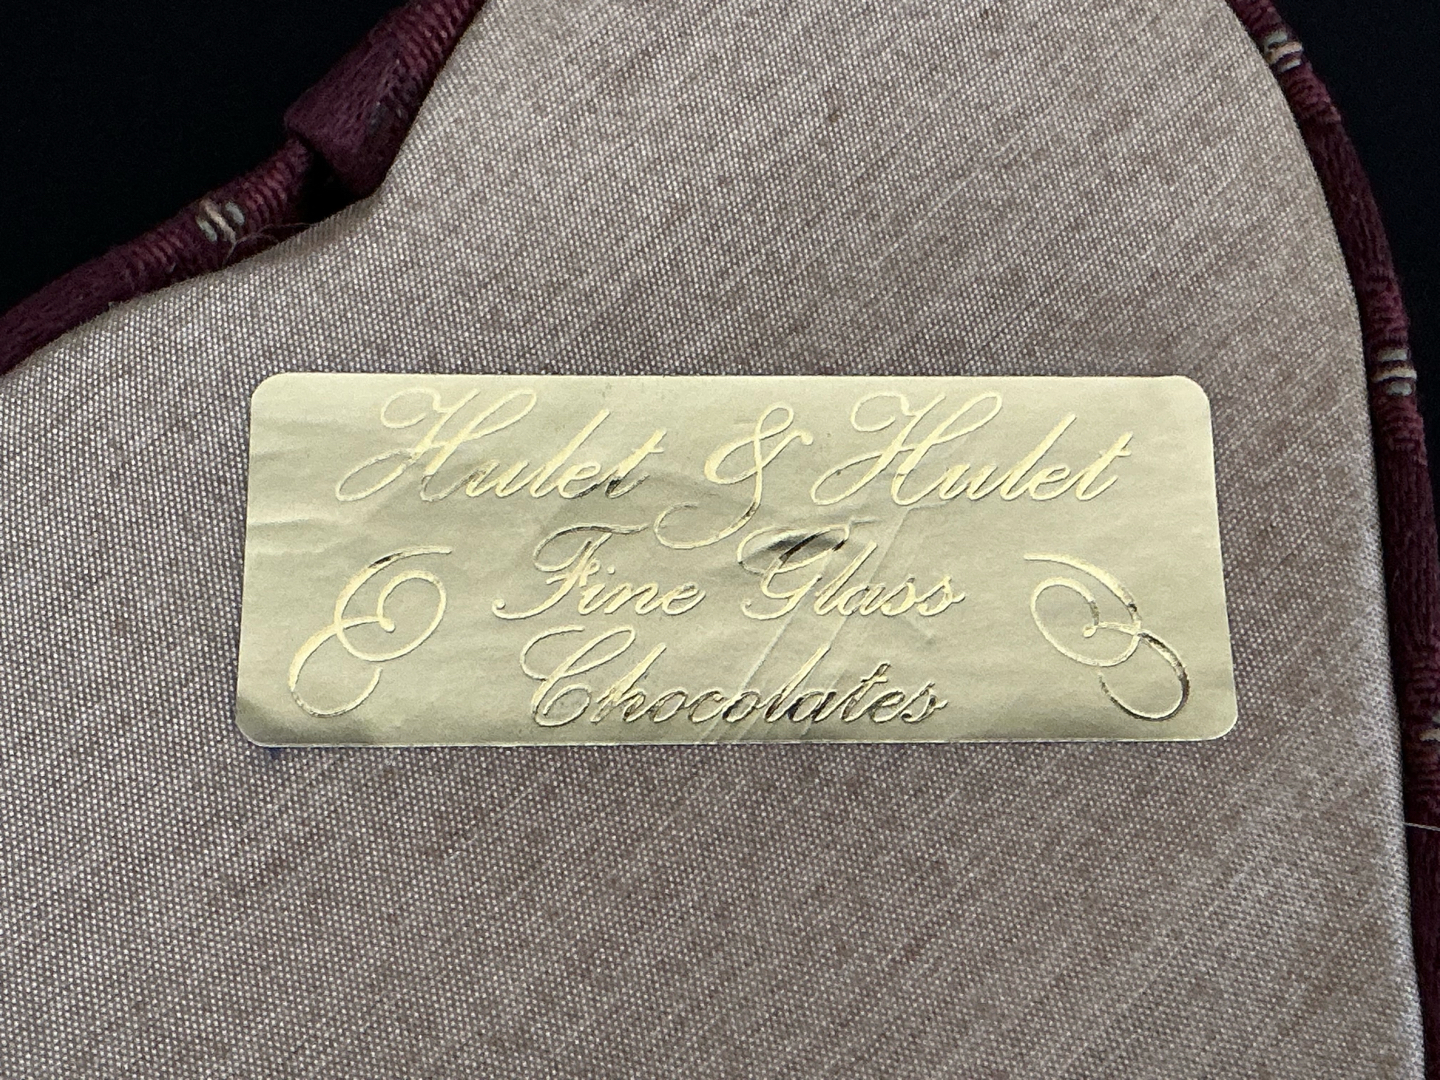 Hulet & Hulet
Fine Glass
Chocolates